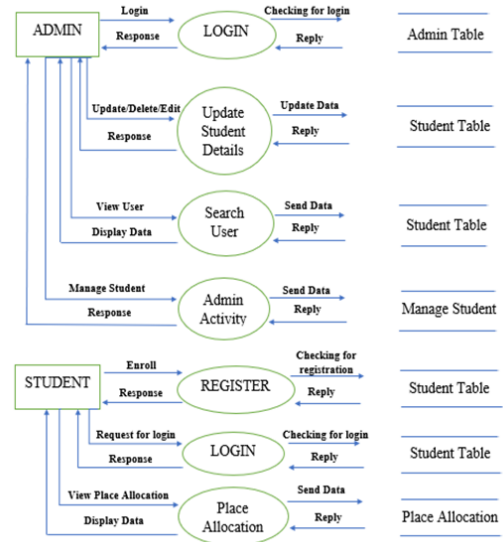 Login
Checking for login
ADMIN
LOGIN
Admin Table
Response
Reply
Update/Delete/Edit
Update
Student
Details
Update Data
Student Table
Response
Reply
View User
Search
User
Send Data
Student Table
Display Data
Reply
Manage Student
Admin
Activity
Send Data
Manage Student
Response
Reply
Enroll
Checking for
registration
STUDENT
REGISTER
Student Table
Response
Reply
Request for login
LOGIN
Checking for login
Student Table
Response
Reply
View Place Allocation
Place
Allocation
Send Data
Place Allocation
Display Data
Reply